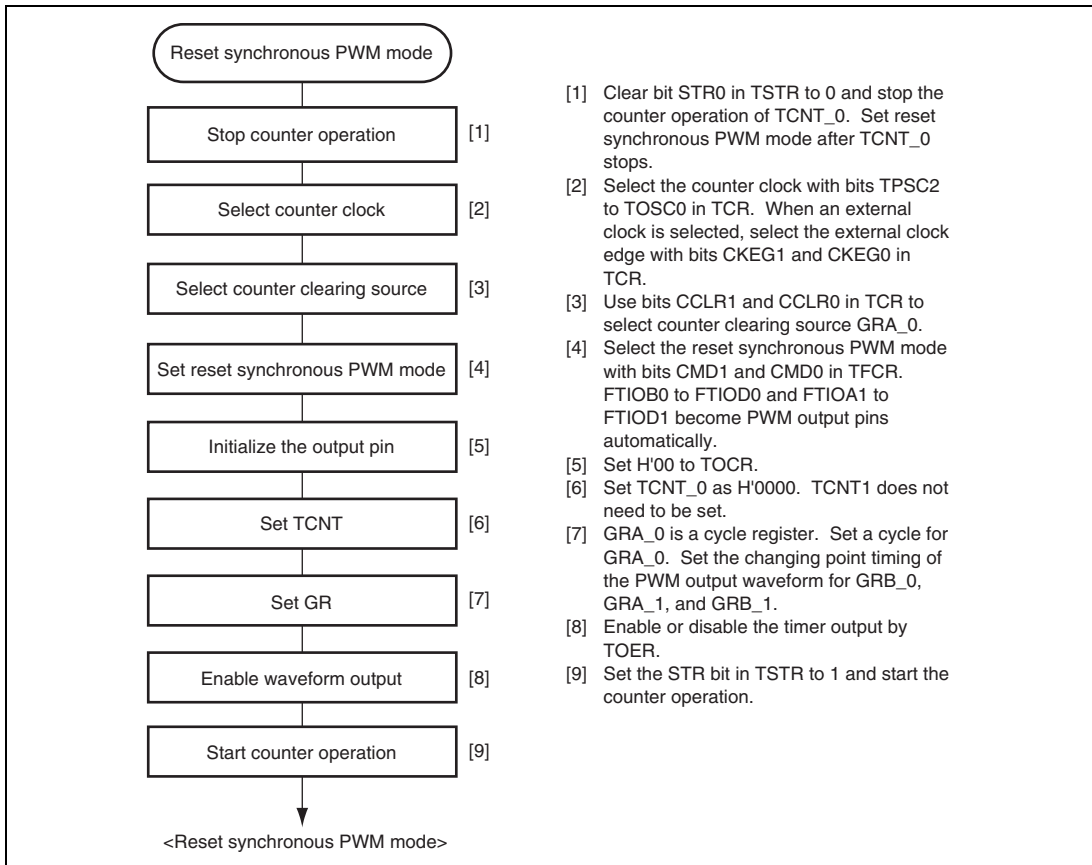 Reset synchronous PWM mode
Stop counter operation [1]
Select counter clock [2]
Select counter clearing source [3]
Set reset synchronous PWM mode [4]
Initialize the output pin [5]
Set TCNT [6]
Set GR [7]
Enable waveform output [8]
Start counter operation [9]
<Reset synchronous PWM mode>
[1] Clear bit STR0 in TSTR to 0 and stop the
counter operation of TCNT_0. Set reset
synchronous PWM mode after TCNT_0
stops.
[2] Select the counter clock with bits TPSC2
to TOSC0 in TCR. When an external
clock is selected, select the external clock
edge with bits CKEG1 and CKEG0 in
TCR.
[3] Use bits CCLR1 and CCLR0 in TCR to
select counter clearing source GRA_0.
[4] Select the reset synchronous PWM mode
with bits CMD1 and CMD0 in TFCR.
FTIOB0 to FTIOD0 and FTIOA1 to
FTIOD1 become PWM output pins
automatically.
[5] Set H'00 to TOCR.
[6] Set TCNT_0 as H'0000. TCNT1 does not
need to be set.
[7] GRA_0 is a cycle register. Set a cycle for
GRA_0. Set the changing point timing of
the PWM output waveform for GRB_0,
GRA_1, and GRB_1.
[8] Enable or disable the timer output by
TOER.
[9] Set the STR bit in TSTR to 1 and start the
counter operation.